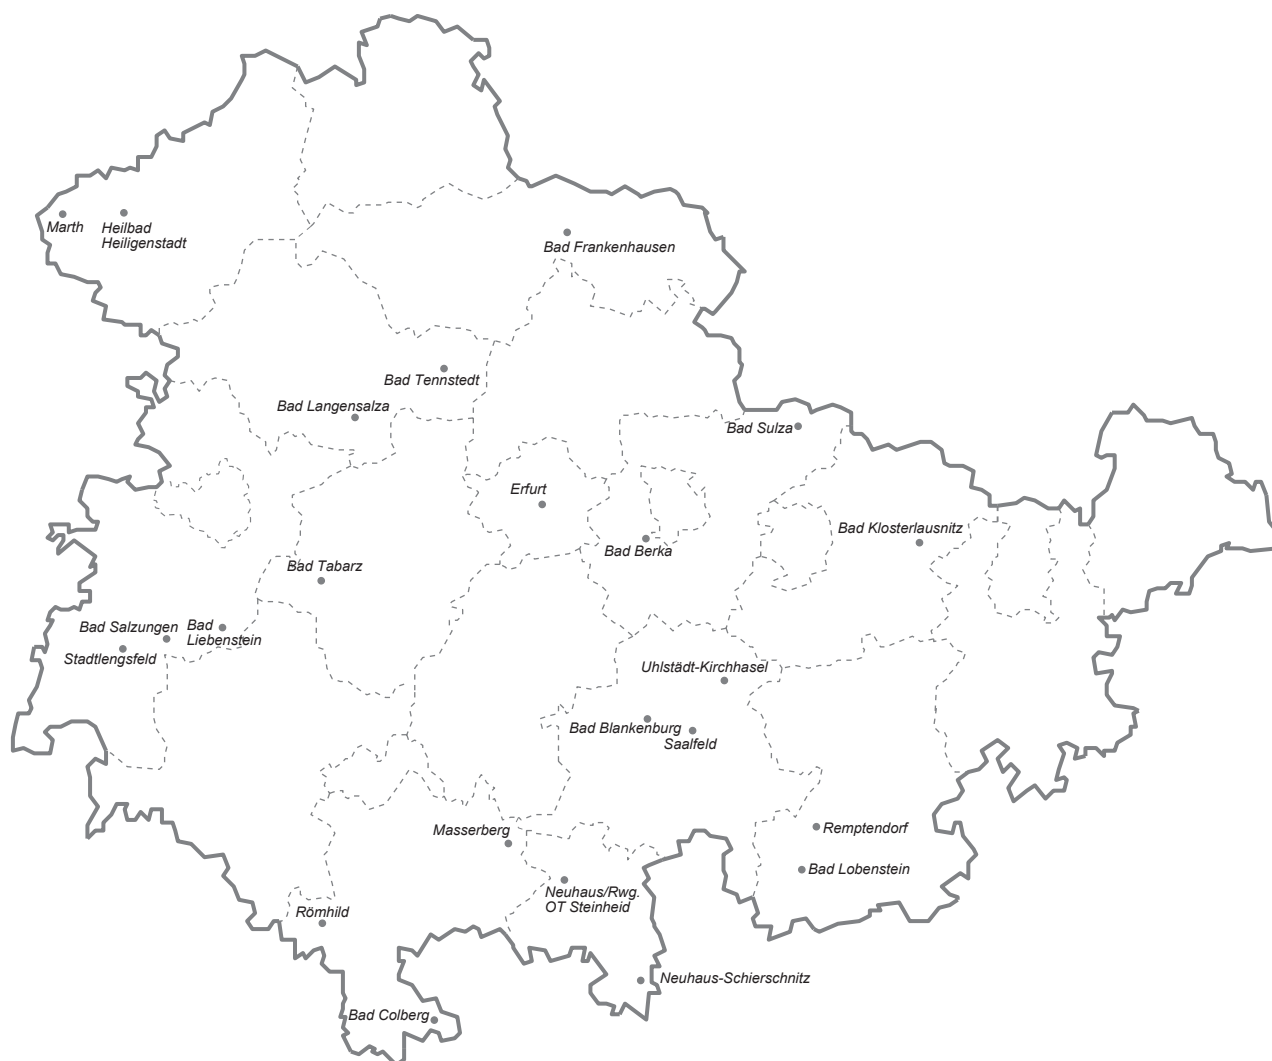 Marth
Heilbad
Heiligenstadt
Bad Frankenhausen
Bad Tennstedt
Bad Langensalza
Bad Sulza
Erfurt
Bad Klosterlausnitz
Bad Berka
Bad Tabarz
Bad Salzungen
Bad
Liebenstein
Stadtlengsfeld
Uhlstädt-Kirchhasel
Bad Blankenburg
Saalfeld
Masserberg
Remptendorf
Bad Lobenstein
Neuhaus/Rwg.
OT Steinheid
Römhild
Neuhaus-Schierschnitz
Bad Colberg